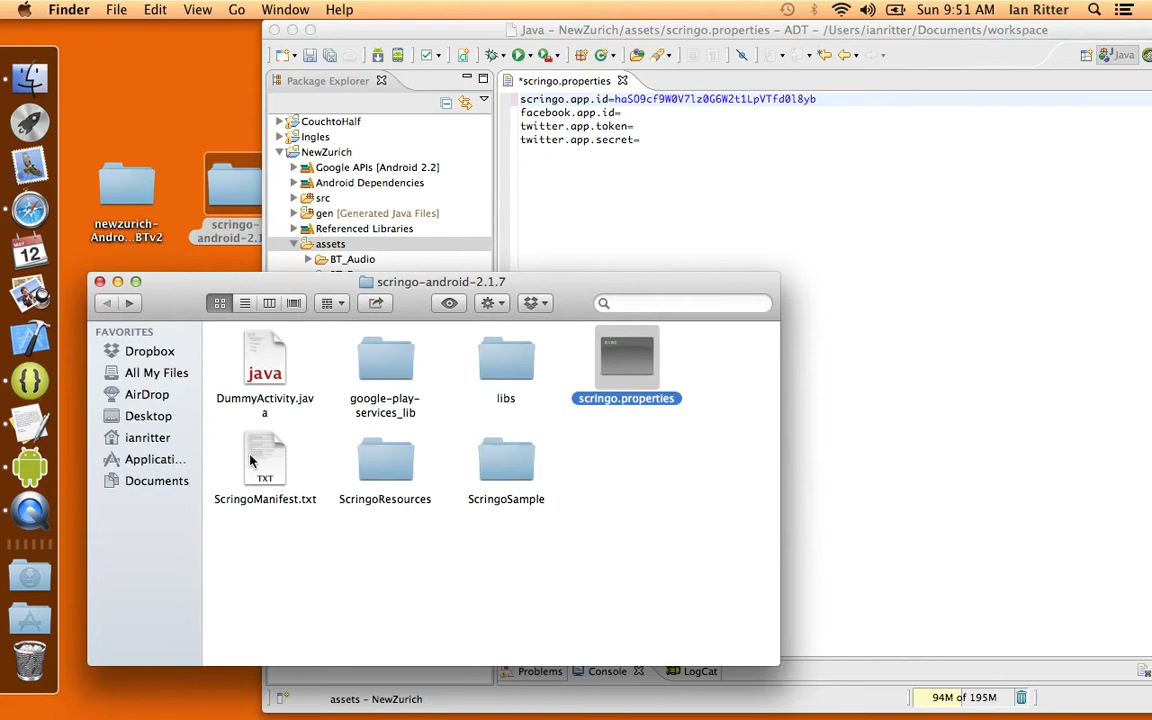 Finder File Edit View Go Window Help Sun 9:51 AM Ian Ritter
Java - NewZurich/assets/scringo.properties - ADT - /Users/ianritter/Documents/workspace
Java
Package Explorer
*scringo.properties
CouchtoHalf
Ingles
NewZurich
Google APIs [Android 2.2]
Android Dependencies
src
gen [Generated Java Files]
Referenced Libraries
assets
BT_Audio
scringo.app.id=haSO9cf9W0V7lz0G6W2t1LpVTfd0l8yb
facebook.app.id=
twitter.app.token=
twitter.app.secret=
newzurich-
Andro...BTv2
scringo-
android-2.1
MAY
12
scringo-android-2.1.7
FAVORITES
Dropbox
All My Files
AirDrop
Desktop
ianritter
Applicati...
Documents
java
DummyActivity.jav
a
google-play-
services_lib
libs
exec
scringo.properties
TXT
ScringoManifest.txt
ScringoResources
ScringoSample
Problems
Console
LogCat
assets - NewZurich
94M of 195M